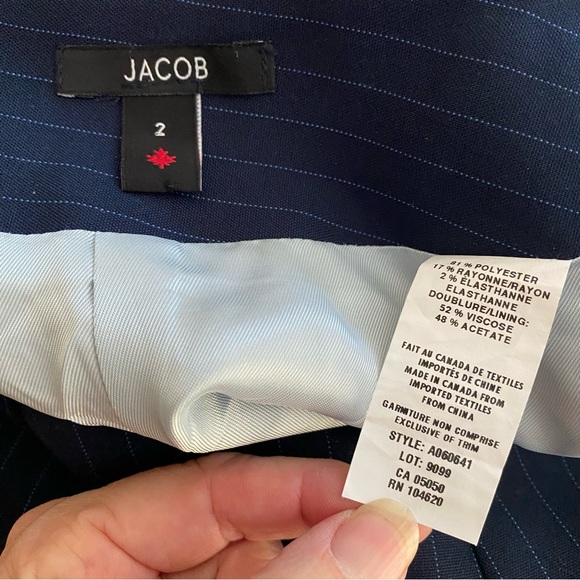 JACOB
2
81 % POLYESTER
17 % RAYONNE/RAYON
2 % ÉLASTHANNE
ELASTHANNE
DOUBLURE/LINING:
52 % VISCOSE
48 % ACETATE
FAIT AU CANADA DE TEXTILES
IMPORTÉS DE CHINE
MADE IN CANADA FROM
IMPORTED TEXTILES
FROM CHINA
GARNITURE NON COMPRISE
EXCLUSIVE OF TRIM
STYLE: A060641
LOT: 9099
CA 05050
RN 104620